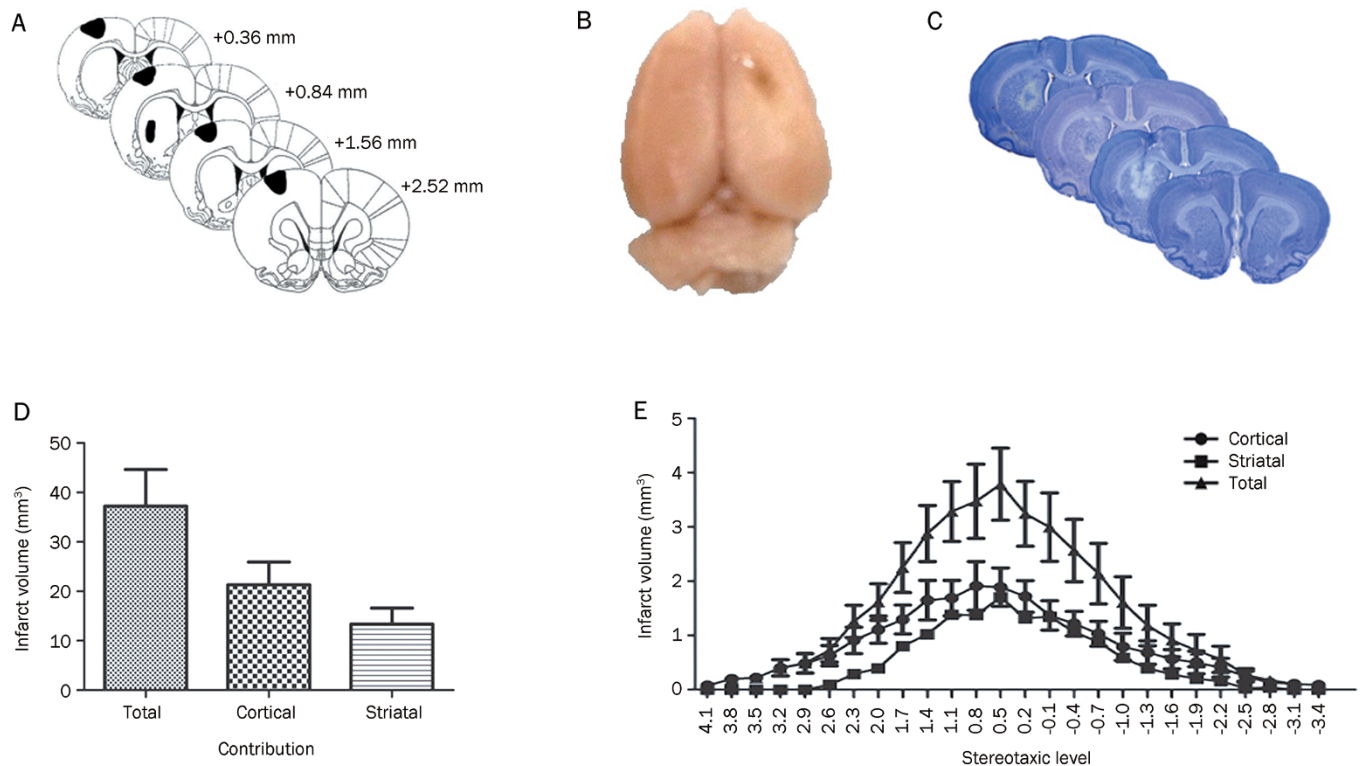 A
+0.36 mm
+0.84 mm
+1.56 mm
+2.52 mm
B
C
D
Infarct volume (mm³)
50
40
30
20
10
0
Total Cortical Striatal
Contribution
E
Infarct volume (mm³)
5
4
3
2
1
0
Cortical
Striatal
Total
4.1 3.8 3.5 3.2 2.9 2.6 2.3 2.0 1.7 1.4 1.1 0.8 0.5 0.2 -0.1 -0.4 -0.7 -1.0 -1.3 -1.6 -1.9 -2.2 -2.5 -2.8 -3.1 -3.4
Stereotaxic level